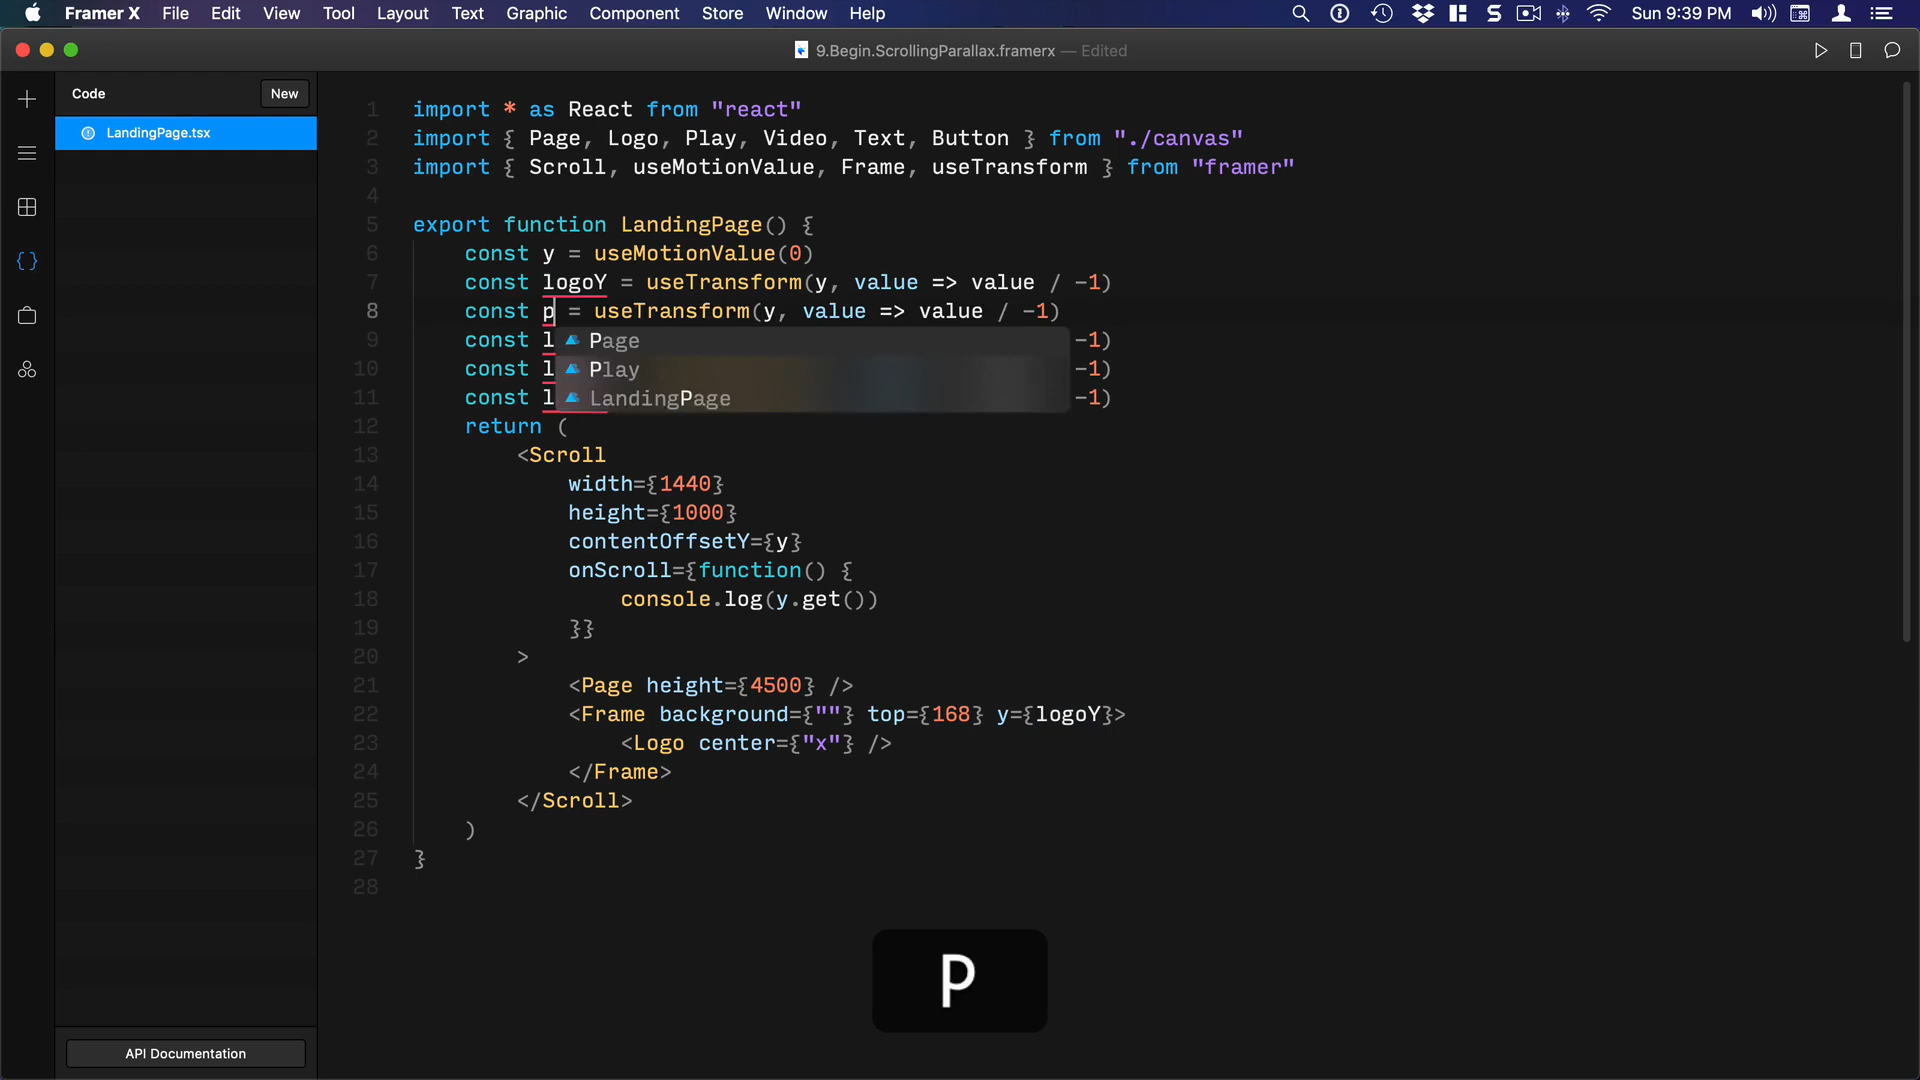 Framer X File Edit View Tool Layout Text Graphic Component Store Window Help Sun 9:39 PM
9.Begin.ScrollingParallax.framerx — Edited
Code New
LandingPage.tsx
1 import * as React from "react"
2 import { Page, Logo, Play, Video, Text, Button } from "./canvas"
3 import { Scroll, useMotionValue, Frame, useTransform } from "framer"
4
5 export function LandingPage() {
6 const y = useMotionValue(0)
7 const logoY = useTransform(y, value => value / -1)
8 const p = useTransform(y, value => value / -1)
9 const l -1)
10 const l -1)
11 const l -1)
Page
Play
LandingPage
12 return (
13 <Scroll
14 width={1440}
15 height={1000}
16 contentOffsetY={y}
17 onScroll={function() {
18 console.log(y.get())
19 }}
20 >
21 <Page height={4500} />
22 <Frame background={""} top={168} y={logoY}>
23 <Logo center={"x"} />
24 </Frame>
25 </Scroll>
26 )
27 }
28
P
API Documentation